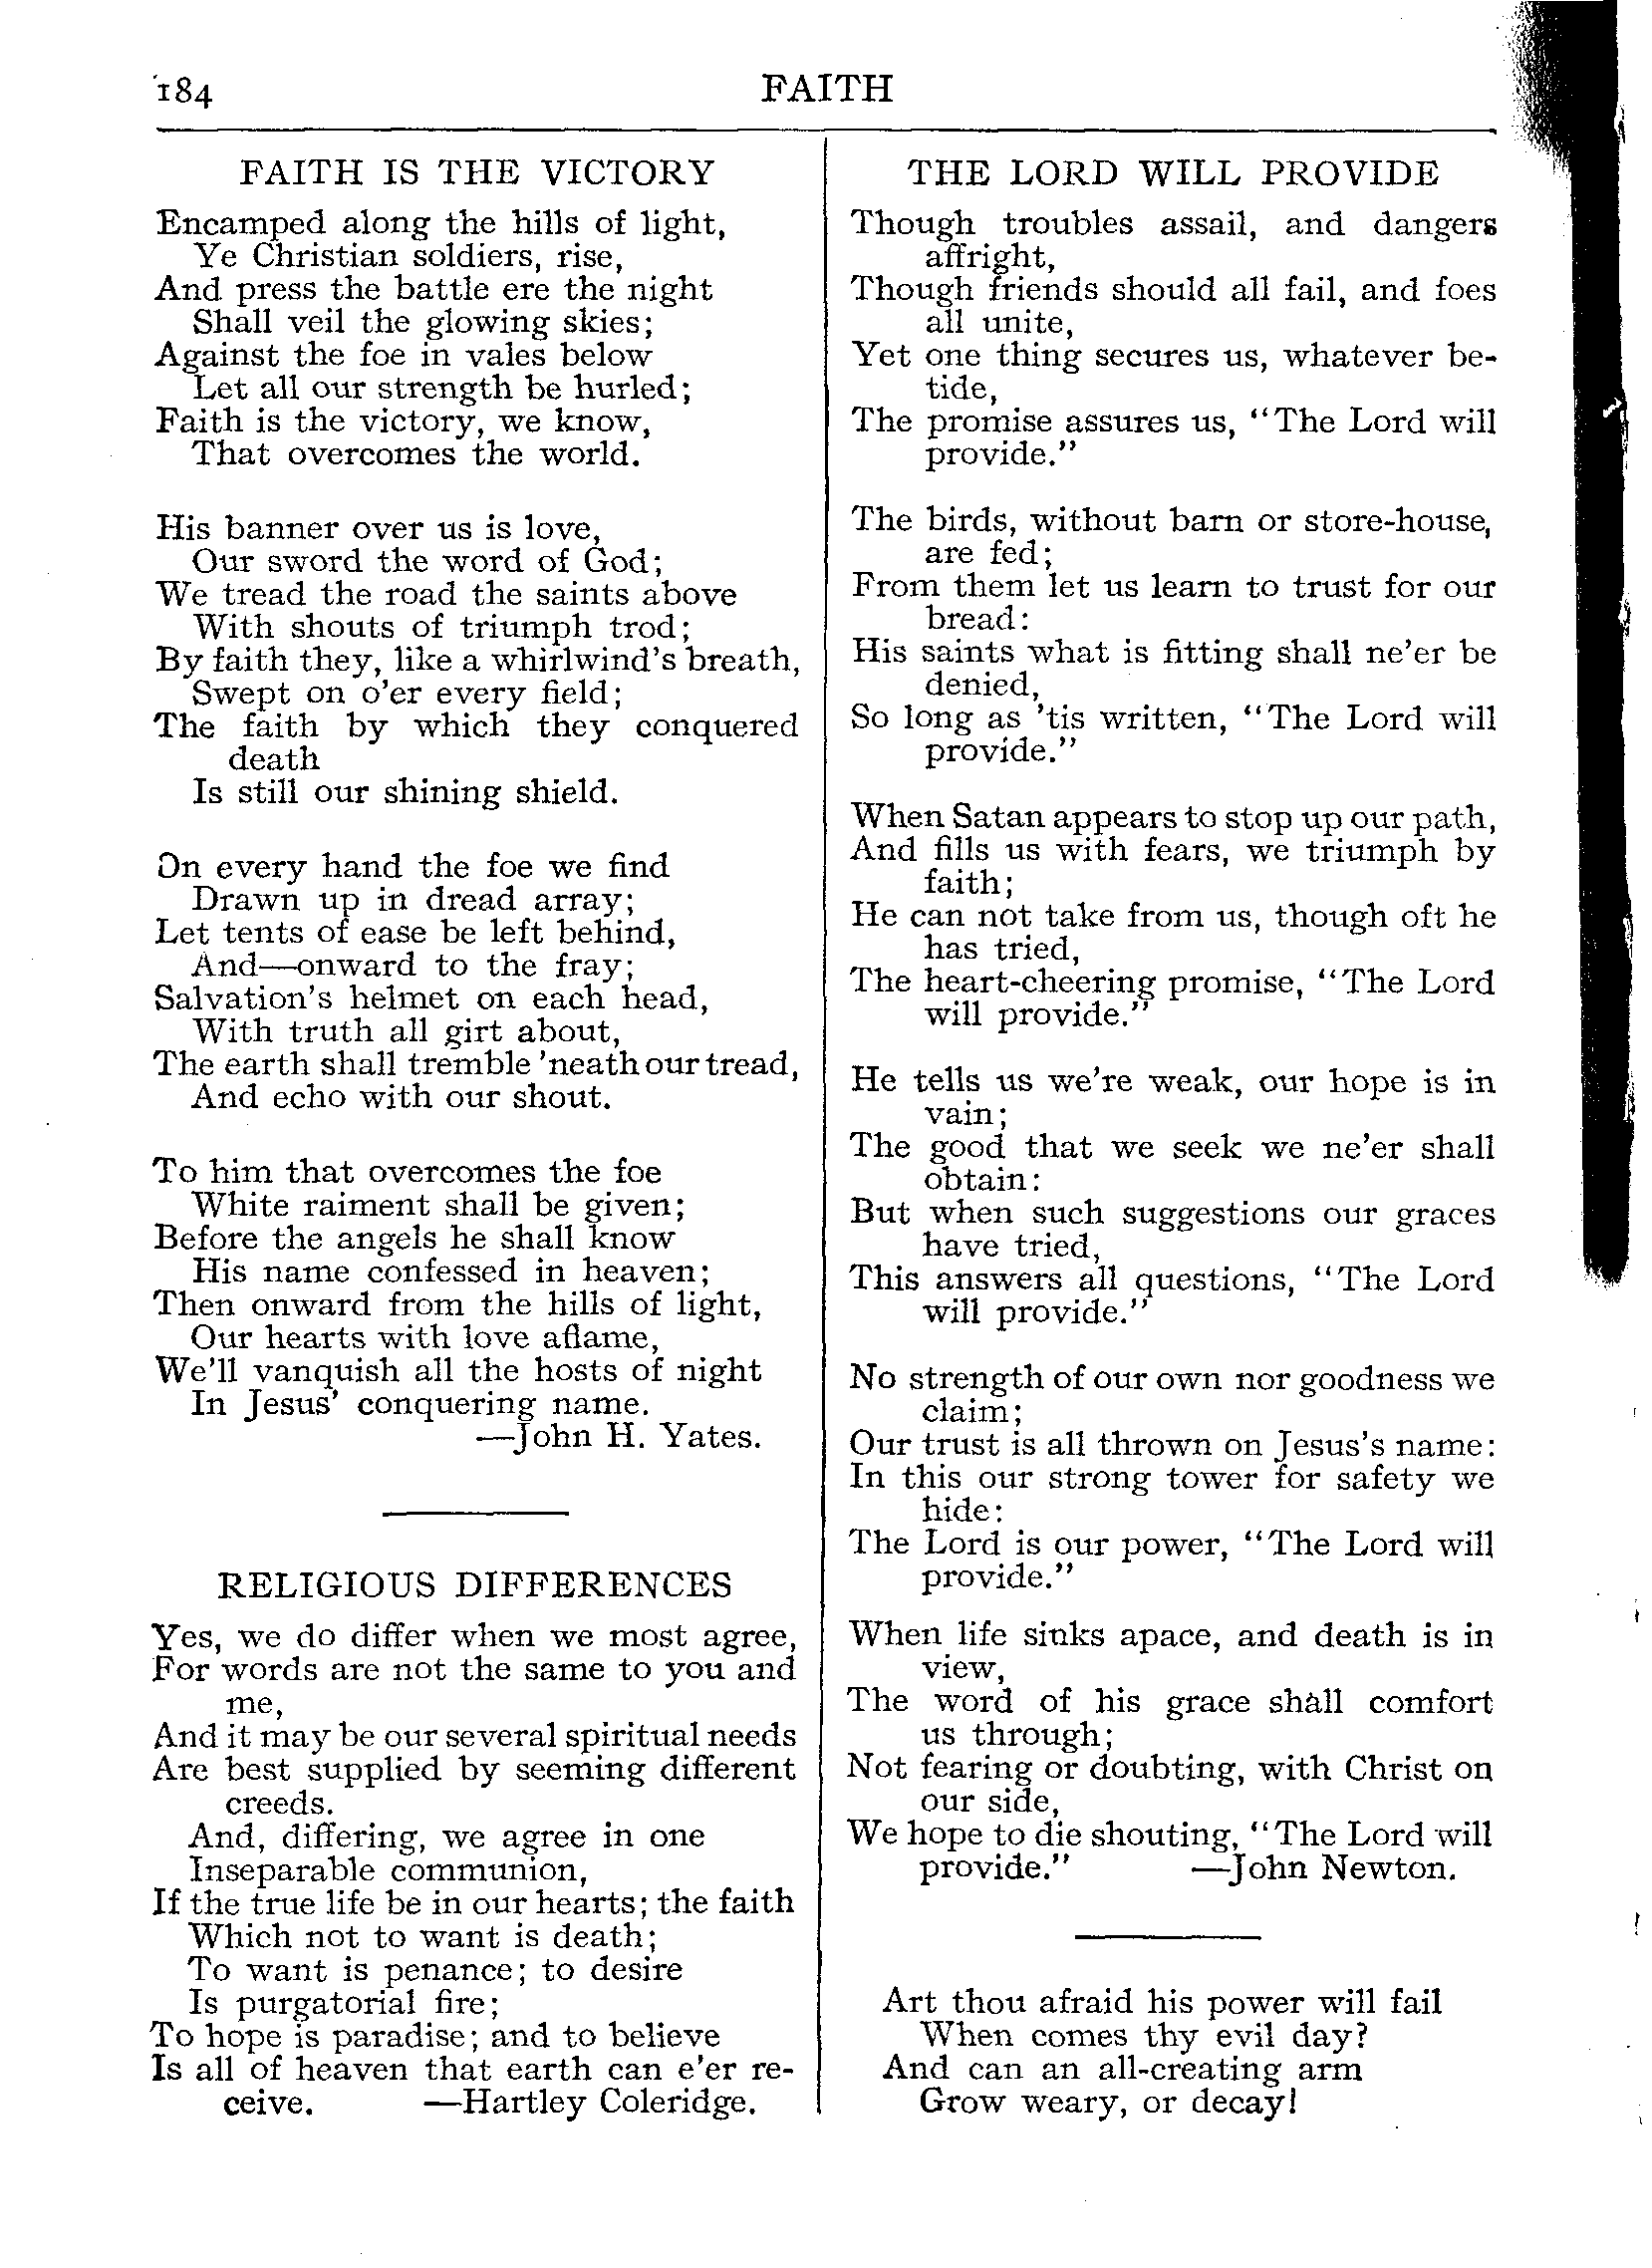 184
FAITH
FAITH IS THE VICTORY
Encamped along the hills of light,
Ye Christian soldiers, rise,
And press the battle ere the night
Shall veil the glowing skies;
Against the foe in vales below
Let all our strength be hurled;
Faith is the victory, we know,
That overcomes the world.
His banner over us is love,
Our sword the word of God;
We tread the road the saints above
With shouts of triumph trod;
By faith they, like a whirlwind's breath,
Swept on o'er every field;
The faith by which they conquered
death
Is still our shining shield.
On every hand the foe we find
Drawn up in dread array;
Let tents of ease be left behind,
And—onward to the fray;
Salvation's helmet on each head,
With truth all girt about,
The earth shall tremble 'neath our tread,
And echo with our shout.
To him that overcomes the foe
White raiment shall be given;
Before the angels he shall know
His name confessed in heaven;
Then onward from the hills of light,
Our hearts with love aflame,
We'll vanquish all the hosts of night
In Jesus' conquering name.
—John H. Yates.
RELIGIOUS DIFFERENCES
Yes, we do differ when we most agree,
For words are not the same to you and
me,
And it may be our several spiritual needs
Are best supplied by seeming different
creeds.
And, differing, we agree in one
Inseparable communion,
If the true life be in our hearts; the faith
Which not to want is death;
To want is penance; to desire
Is purgatorial fire;
To hope is paradise; and to believe
Is all of heaven that earth can e'er re-
ceive. —Hartley Coleridge.
THE LORD WILL PROVIDE
Though troubles assail, and dangers
affright,
Though friends should all fail, and foes
all unite,
Yet one thing secures us, whatever be-
tide,
The promise assures us, "The Lord will
provide."
The birds, without barn or store-house,
are fed;
From them let us learn to trust for our
bread:
His saints what is fitting shall ne'er be
denied,
So long as 'tis written, "The Lord will
provide."
When Satan appears to stop up our path,
And fills us with fears, we triumph by
faith;
He can not take from us, though oft he
has tried,
The heart-cheering promise, "The Lord
will provide."
He tells us we're weak, our hope is in
vain;
The good that we seek we ne'er shall
obtain:
But when such suggestions our graces
have tried,
This answers all questions, "The Lord
will provide."
No strength of our own nor goodness we
claim;
Our trust is all thrown on Jesus's name:
In this our strong tower for safety we
hide:
The Lord is our power, "The Lord will
provide."
When life sinks apace, and death is in
view,
The word of his grace shall comfort
us through;
Not fearing or doubting, with Christ on
our side,
We hope to die shouting, "The Lord will
provide." —John Newton.
Art thou afraid his power will fail
When comes thy evil day?
And can an all-creating arm
Grow weary, or decay!